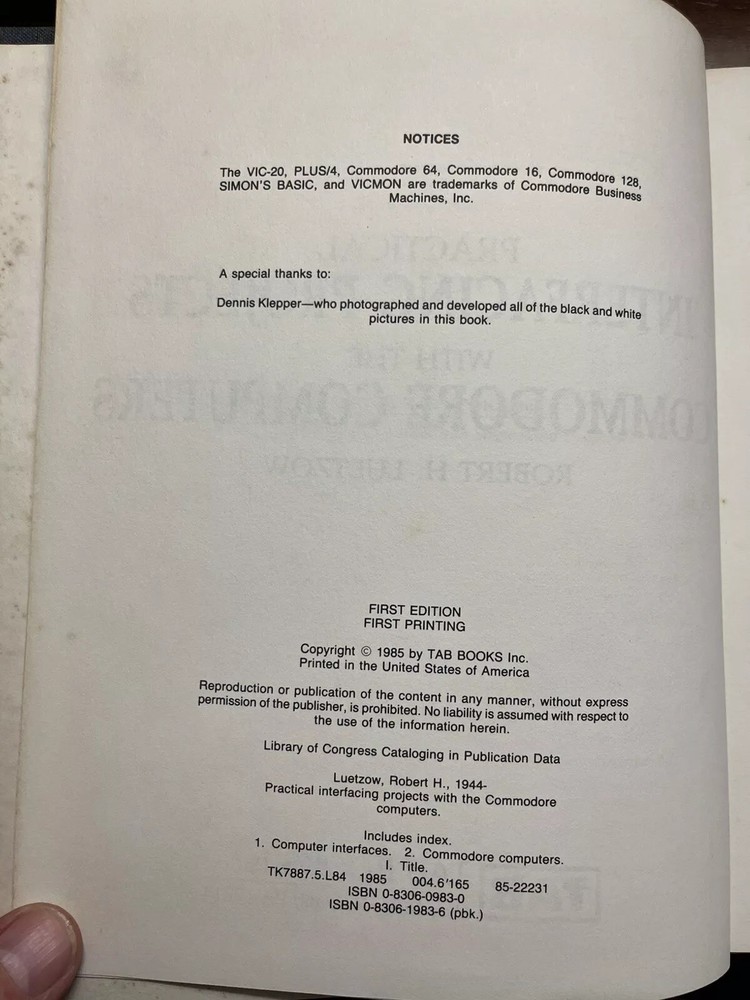 NOTICES
The VIC-20, PLUS/4, Commodore 64, Commodore 16, Commodore 128,
SIMON'S BASIC, and VICMON are trademarks of Commodore Business
Machines, Inc.
A special thanks to:
Dennis Klepper—who photographed and developed all of the black and white
pictures in this book.
FIRST EDITION
FIRST PRINTING
Copyright © 1985 by TAB BOOKS Inc.
Printed in the United States of America
Reproduction or publication of the content in any manner, without express
permission of the publisher, is prohibited. No liability is assumed with respect to
the use of the information herein.
Library of Congress Cataloging in Publication Data
Luetzow, Robert H., 1944-
Practical interfacing projects with the Commodore
computers.
Includes index.
1. Computer interfaces. 2. Commodore computers.
I. Title.
TK7887.5.L84 1985 004.6'165 85-22231
ISBN 0-8306-0983-0
ISBN 0-8306-1983-6 (pbk.)